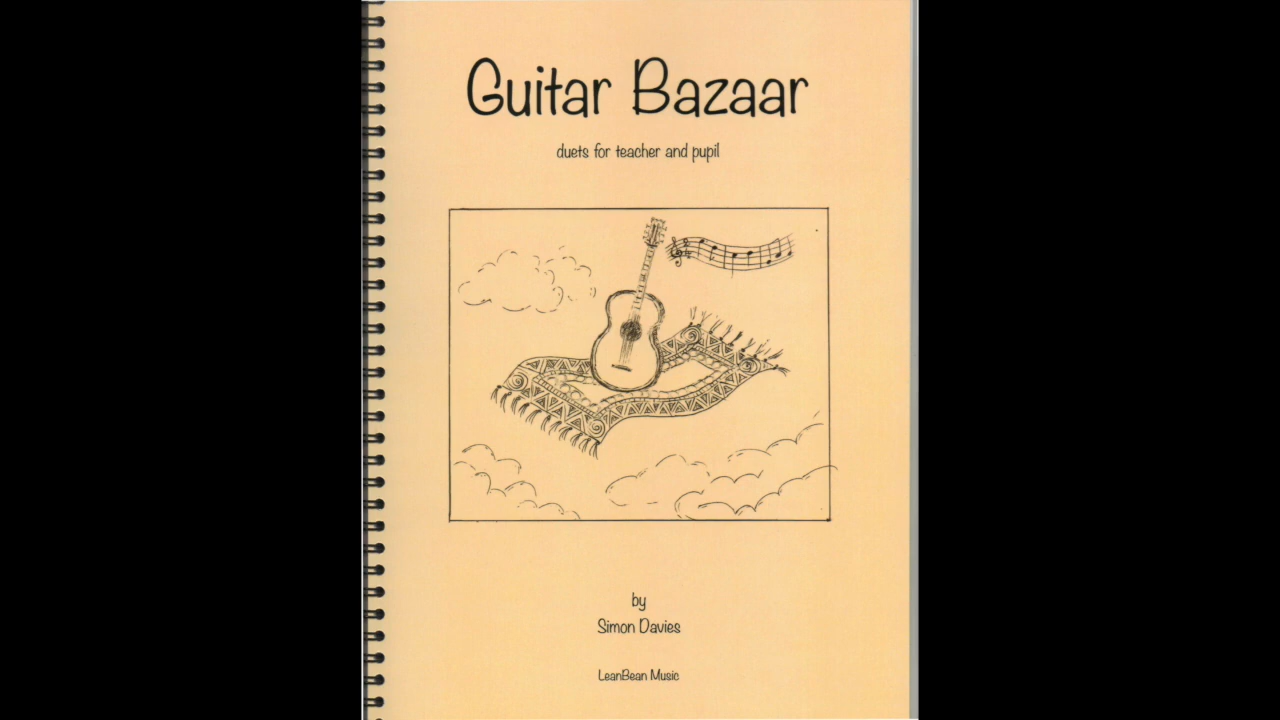 Guitar Bazaar
duets for teacher and pupil
by
Simon Davies
LeanBean Music